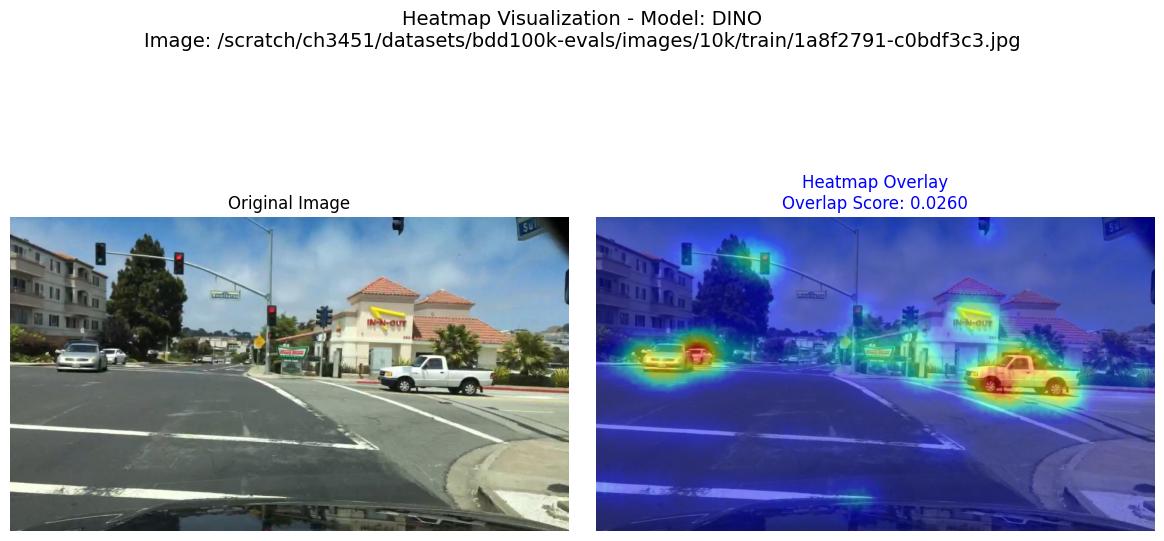 Heatmap Visualization - Model: DINO
Image: /scratch/ch3451/datasets/bdd100k-evals/images/10k/train/1a8f2791-c0bdf3c3.jpg
Original Image
Heatmap Overlay
Overlap Score: 0.0260
IN-N-OUT
IN-N-OUT